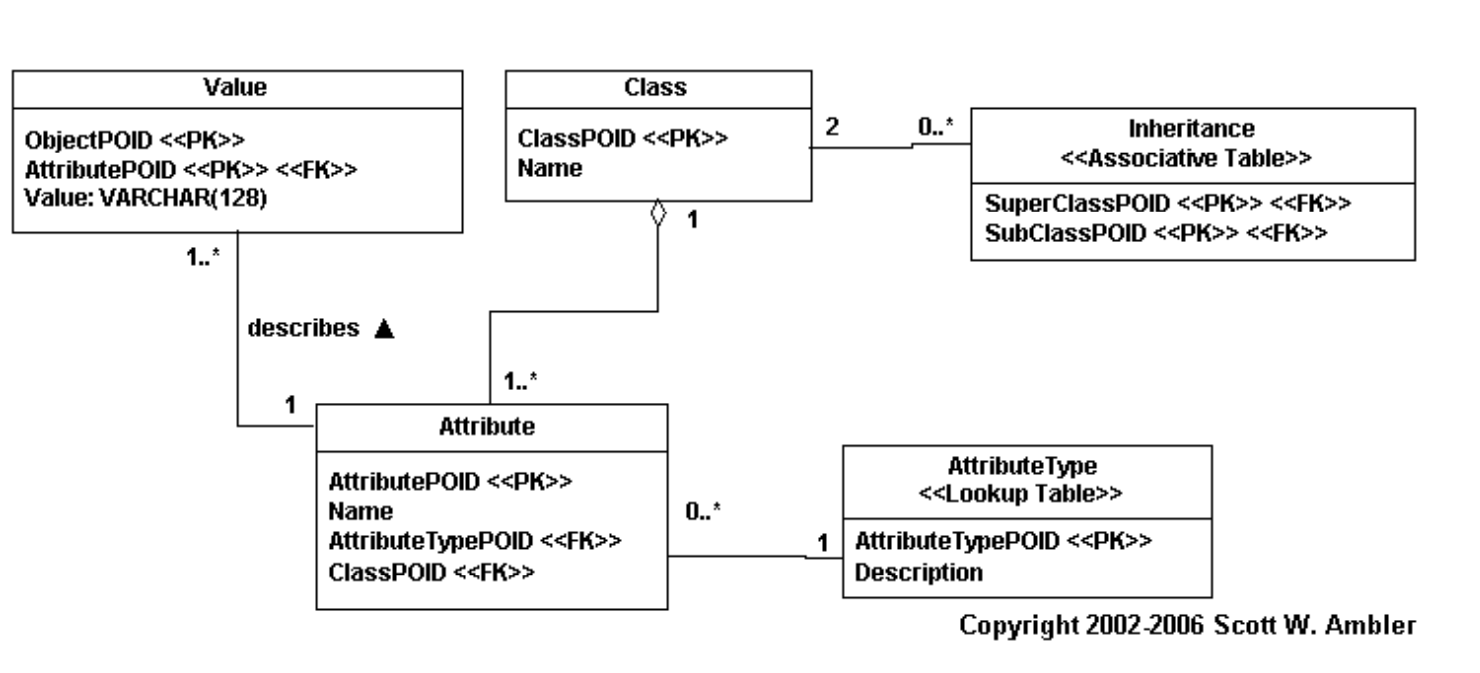 Value
ObjectPOID <<PK>>
AttributePOID <<PK>> <<FK>>
Value: VARCHAR(128)
Class
ClassPOID <<PK>>
Name
2
0..*
Inheritance
<<Associative Table>>
SuperClassPOID <<PK>> <<FK>>
SubClassPOID <<PK>> <<FK>>
1
1..*
describes ▲
1..*
1
Attribute
AttributePOID <<PK>>
Name
AttributeTypePOID <<FK>>
ClassPOID <<FK>>
0..*
1
AttributeType
<<Lookup Table>>
AttributeTypePOID <<PK>>
Description
Copyright 2002-2006 Scott W. Ambler